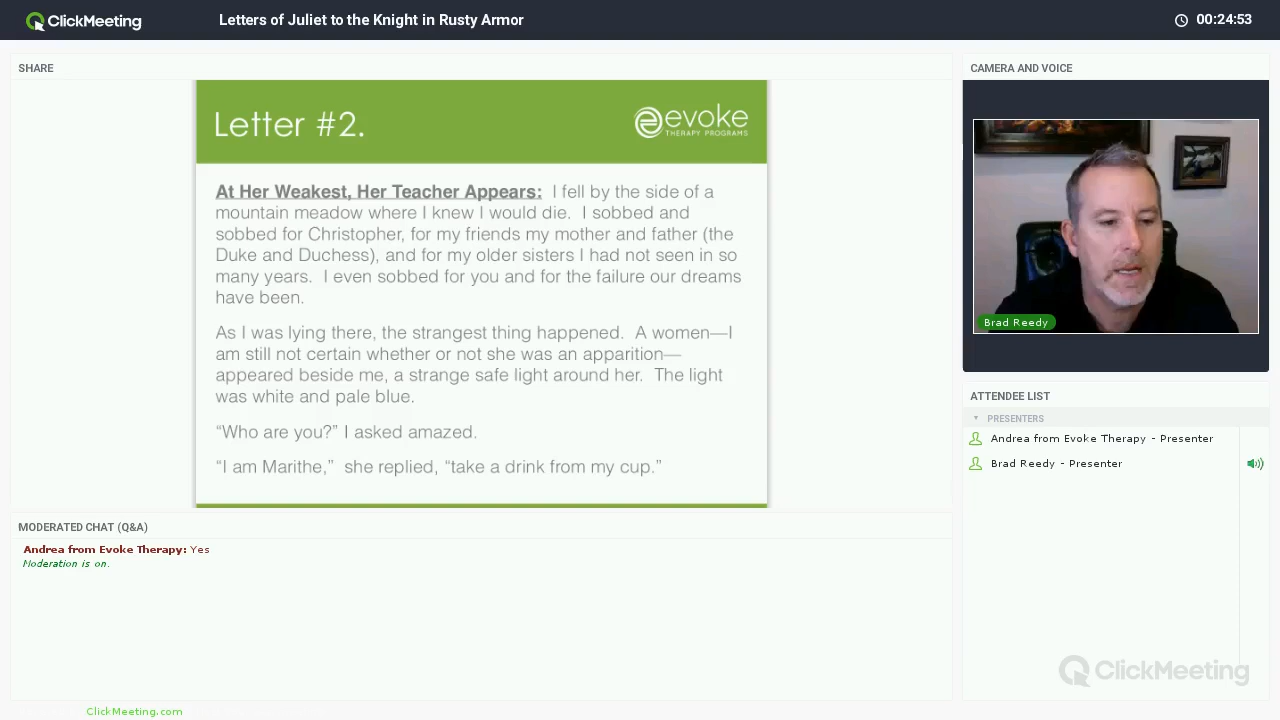 ClickMeeting
Letters of Juliet to the Knight in Rusty Armor
00:24:53
SHARE
Letter #2.
evoke
THERAPY PROGRAMS
At Her Weakest, Her Teacher Appears: I fell by the side of a
mountain meadow where I knew I would die. I sobbed and
sobbed for Christopher, for my friends my mother and father (the
Duke and Duchess), and for my older sisters I had not seen in so
many years. I even sobbed for you and for the failure our dreams
have been.
As I was lying there, the strangest thing happened. A women—I
am still not certain whether or not she was an apparition—
appeared beside me, a strange safe light around her. The light
was white and pale blue.
“Who are you?” I asked amazed.
“I am Marithe,” she replied, “take a drink from my cup.”
CAMERA AND VOICE
Brad Reedy
ATTENDEE LIST
PRESENTERS
Andrea from Evoke Therapy - Presenter
Brad Reedy - Presenter
MODERATED CHAT (Q&A)
Andrea from Evoke Therapy: Yes
Moderation is on.
ClickMeeting
ClickMeeting.com